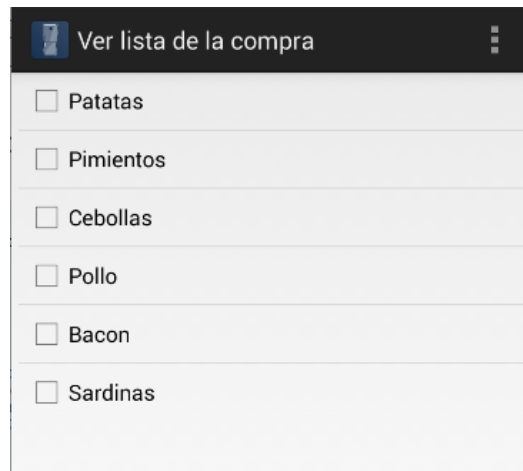 Ver lista de la compra
Patatas
Pimientos
Cebollas
Pollo
Bacon
Sardinas